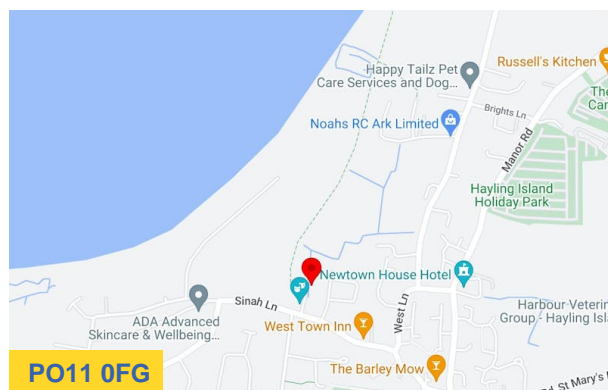 Russell's Kitchen
Happy Tailz Pet
Care Services and Dog...
The
Can
Brights Ln
Noahs RC Ark Limited
Manor Rd
Hayling Island
Holiday Park
Newtown House Hotel
Sinah Ln
West Ln
Harbour Veterin
Group - Hayling Isl
ADA Advanced
Skincare & Wellbeing...
West Town Inn
The Barley Mow
St Mary's
PO11 0FG